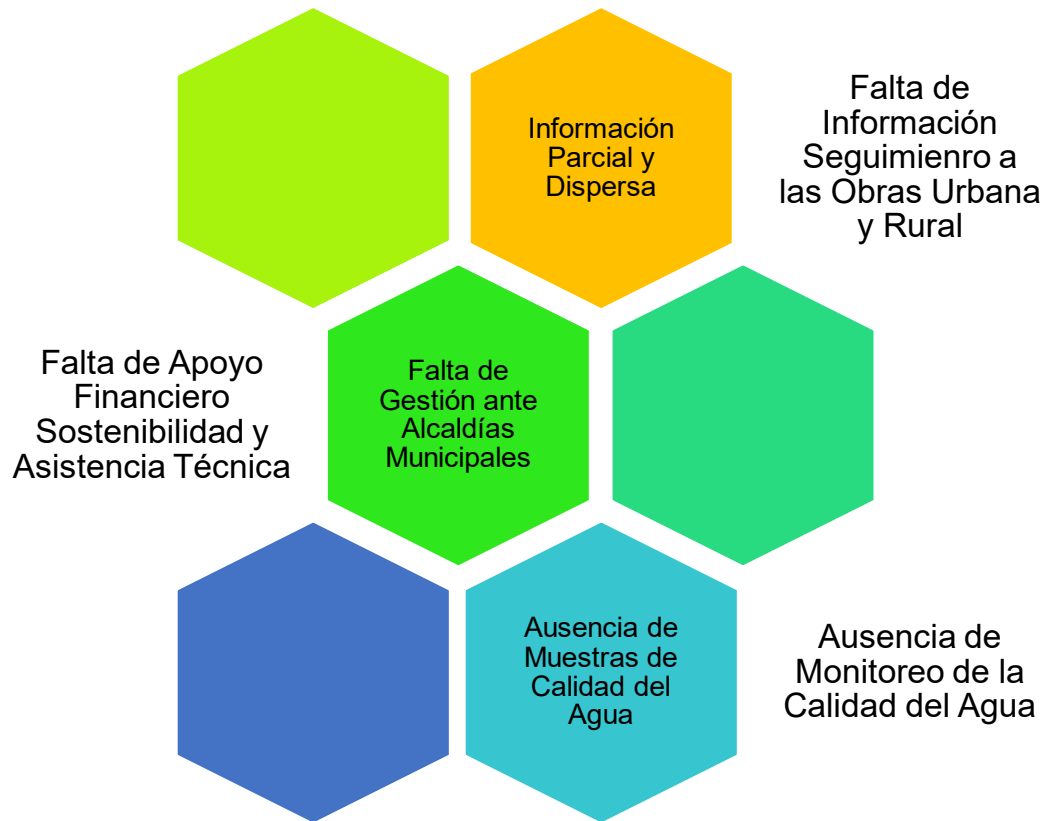 Información
Parcial y
Dispersa
Falta de
Información
Seguimienro a
las Obras Urbana
y Rural
Falta de Apoyo
Financiero
Sostenibilidad y
Asistencia Técnica
Falta de
Gestión ante
Alcaldías
Municipales
Ausencia de
Muestras de
Calidad del
Agua
Ausencia de
Monitoreo de la
Calidad del Agua